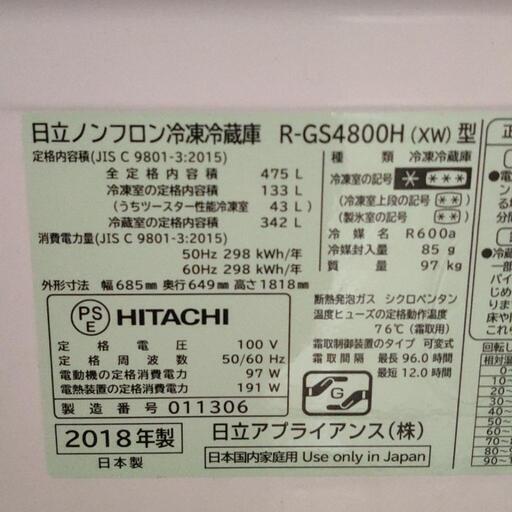 日立ノンフロン冷凍冷蔵庫 R-GS4800H (XW) 型
定格内容積(JIS C 9801-3:2015)
全定格内容積 475 L
冷凍室の定格内容積 133 L
(うちツースター性能冷凍室 43 L)
冷蔵室の定格内容積 342 L
消費電力量(JIS C 9801-3:2015)
50Hz 298 kWh/年
60Hz 298 kWh/年
外形寸法 幅685mm 奥行649mm 高さ1818mm
種類 冷凍冷蔵庫
冷凍室の記号 * ***
(冷凍室上段の記号 **)
(製氷室の記号 **)
冷媒名 R600a
冷媒封入量 85 g
質量 97 kg
断熱発泡ガス シクロペンタン
温度ヒューズの定格動作温度
76℃ (霜取用)
霜取制御装置のタイプ 可変式
霜取間隔 最長 96.0 時間
最短 12.0 時間
PS
E
HITACHI
定格電圧 100 V
定格周波数 50/60 Hz
電動機の定格消費電力 97 W
電熱装置の定格消費電力 191 W
製造番号 011306
G
2018年製
日本製
日立アプライアンス(株)
日本国内家庭用 Use only in Japan